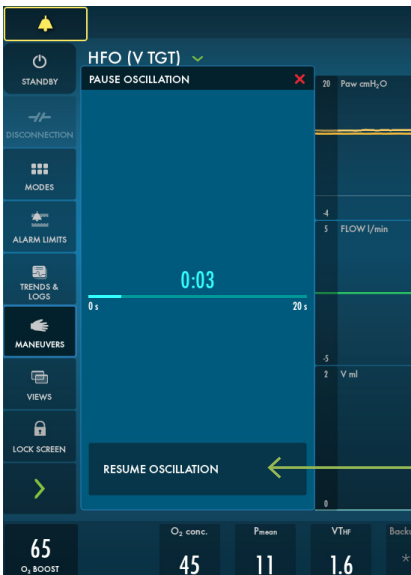 HFO (V TGT)
STANDBY
PAUSE OSCILLATION
20 Paw cmH₂O
DISCONNECTION
MODES
-4
5 FLOW l/min
ALARM LIMITS
TRENDS &
LOGS
0:03
0 s 20 s
MANEUVERS
-5
2 V ml
VIEWS
LOCK SCREEN
RESUME OSCILLATION
0
65
O₂ BOOST
O₂ conc. Pmean VTHF
45 11 1.6 *